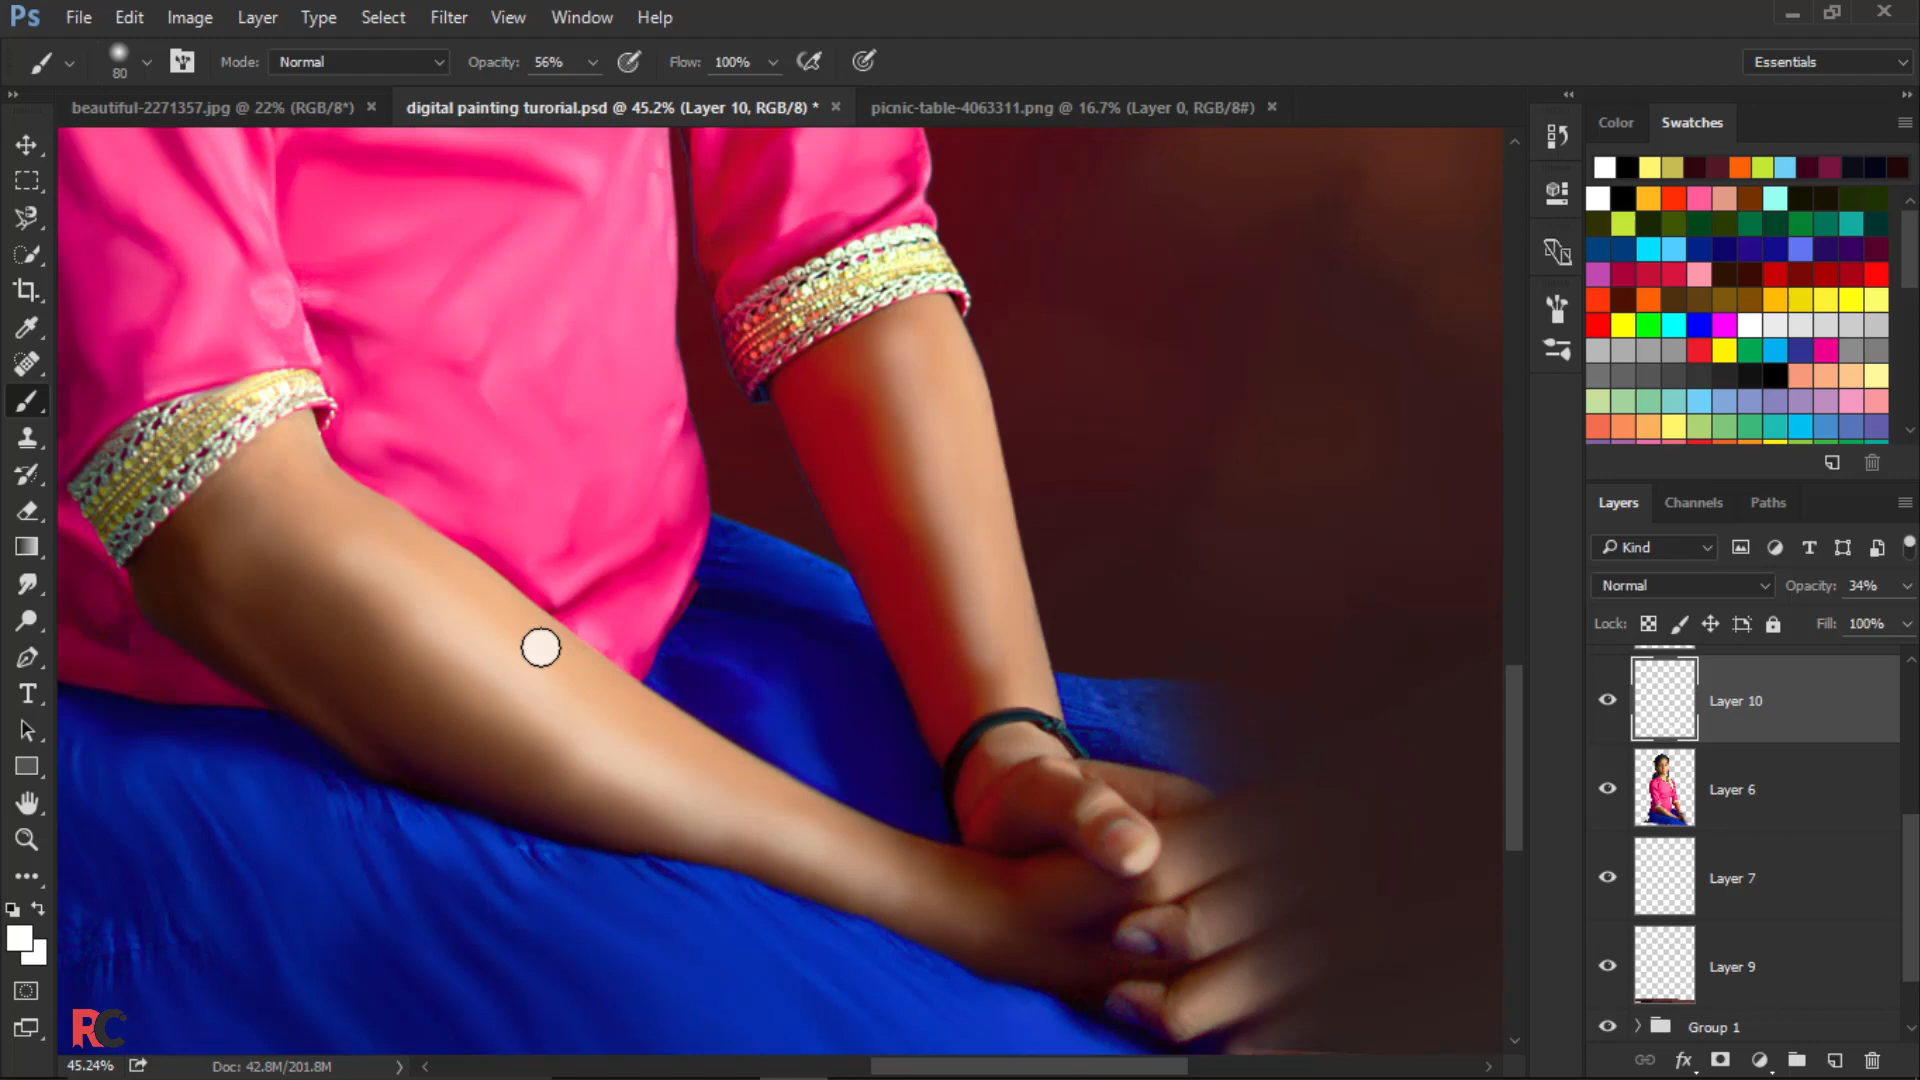 Ps File Edit Image Layer Type Select Filter View Window Help
80 Mode: Normal Opacity: 56% Flow: 100% Essentials
beautiful-2271357.jpg @ 22% (RGB/8*) × digital painting turorial.psd @ 45.2% (Layer 10, RGB/8) * × picnic-table-4063311.png @ 16.7% (Layer 0, RGB/8#) ×
Color Swatches
Layers Channels Paths
Kind
Normal Opacity: 34%
Lock: Fill: 100%
Layer 10
Layer 6
Layer 7
Layer 9
Group 1
RC
45.24% Doc: 42.8M/201.8M